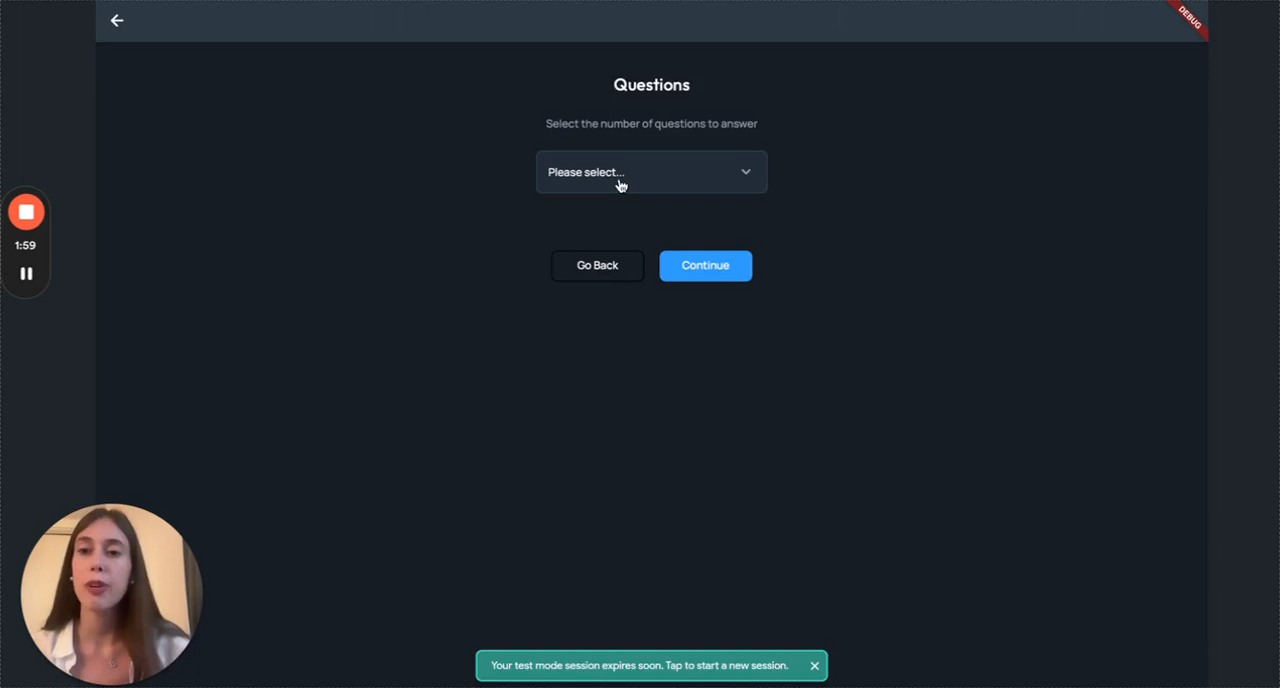 DEBUG
Questions
Select the number of questions to answer
Please select...
1:59
Go Back
Continue
Your test mode session expires soon. Tap to start a new session.